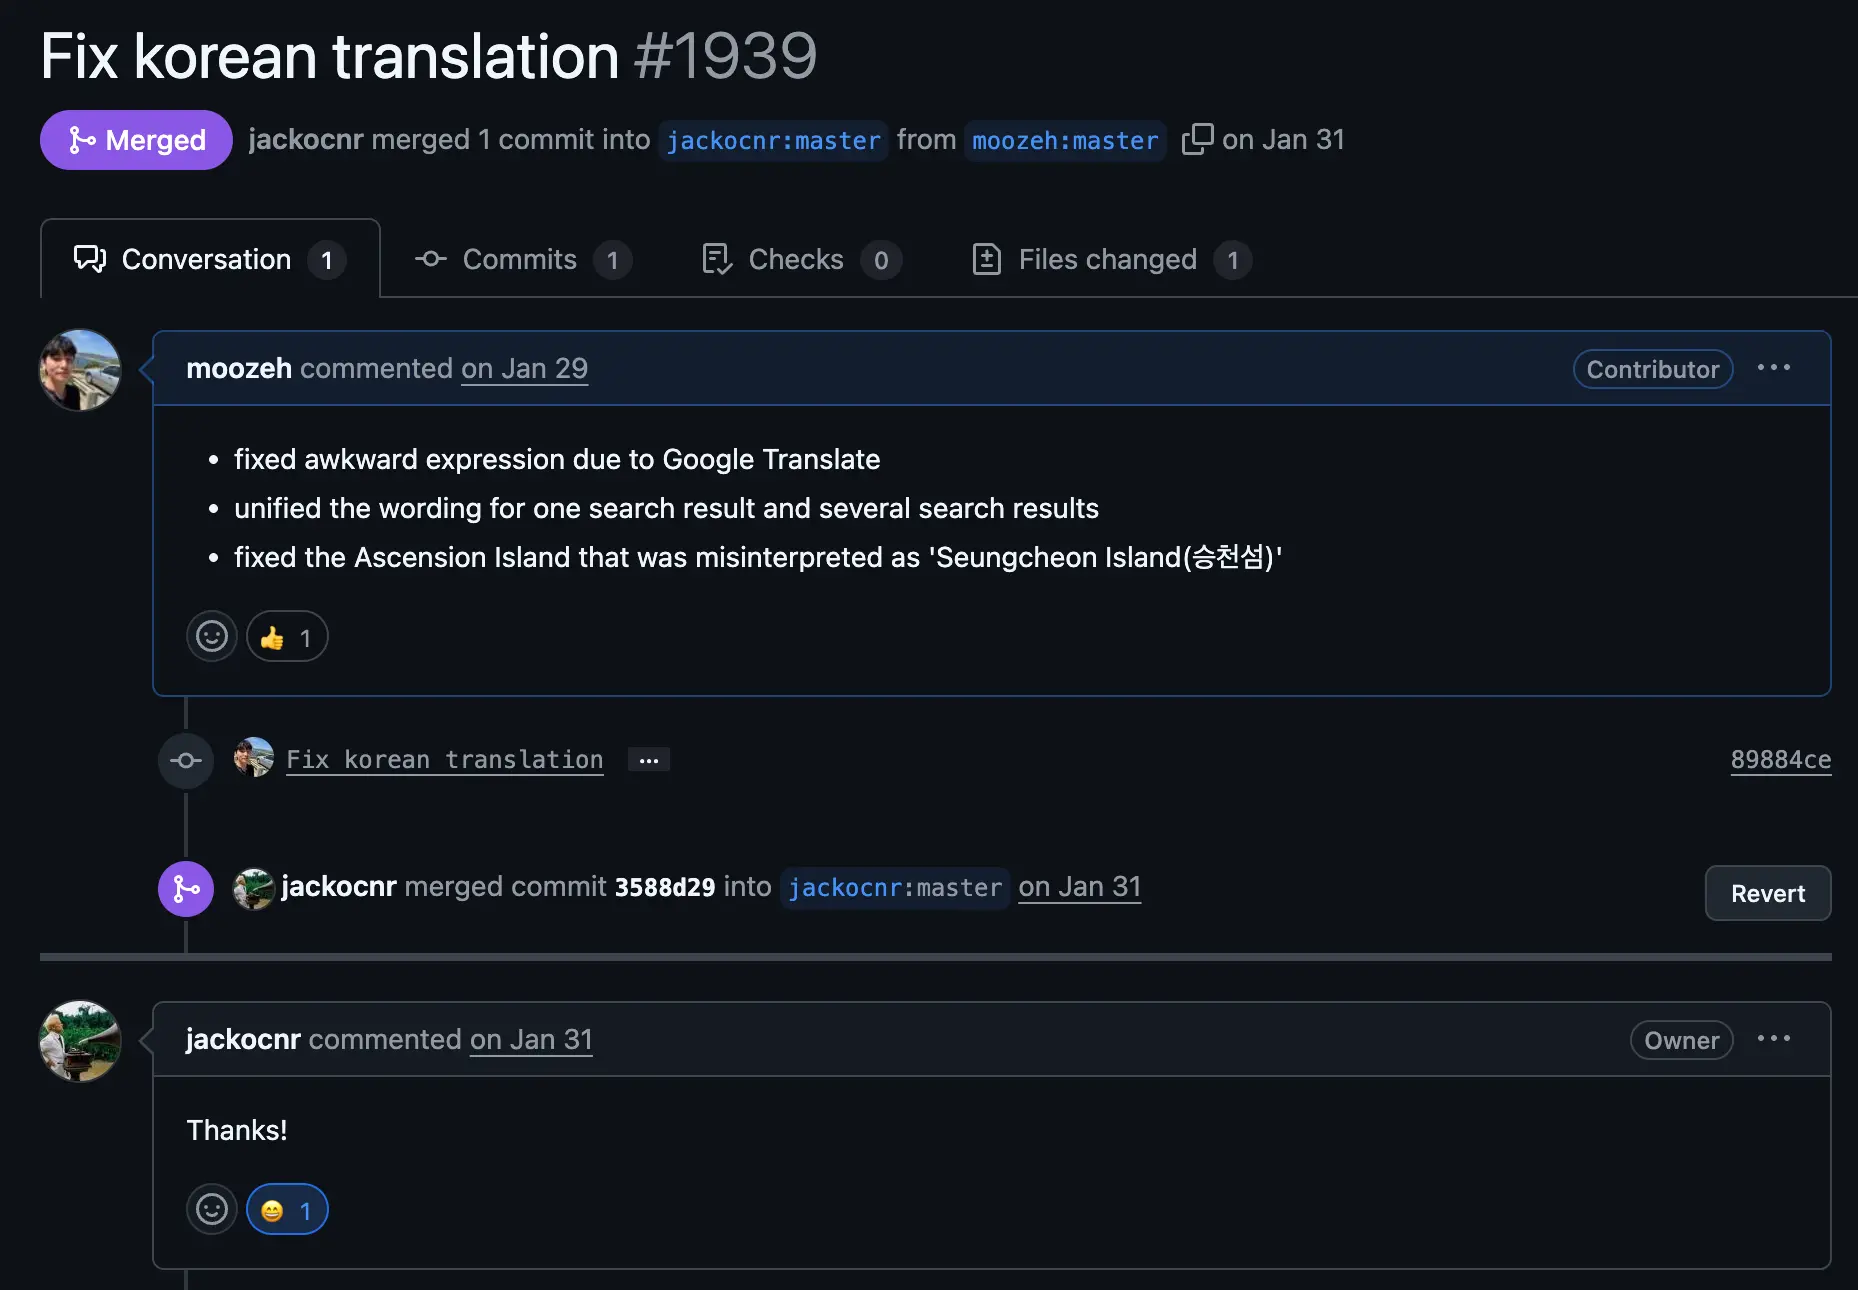 Fix korean translation #1939
Merged jackocnr merged 1 commit into jackocnr:master from moozeh:master on Jan 31
Conversation 1 Commits 1 Checks 0 Files changed 1
moozeh commented on Jan 29 Contributor ...
• fixed awkward expression due to Google Translate
• unified the wording for one search result and several search results
• fixed the Ascension Island that was misinterpreted as 'Seungcheon Island(승천섬)'
👍 1
Fix korean translation ... 89884ce
jackocnr merged commit 3588d29 into jackocnr:master on Jan 31 Revert
jackocnr commented on Jan 31 Owner ...
Thanks!
😄 1